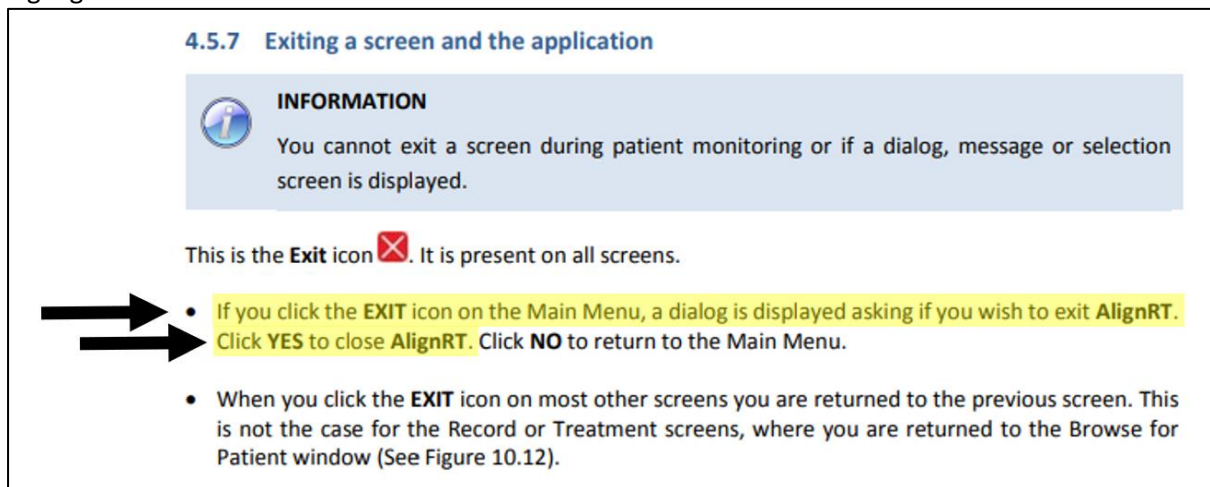 4.5.7 Exiting a screen and the application
INFORMATION
You cannot exit a screen during patient monitoring or if a dialog, message or selection
screen is displayed.
This is the Exit icon. It is present on all screens.
• If you click the EXIT icon on the Main Menu, a dialog is displayed asking if you wish to exit AlignRT.
Click YES to close AlignRT. Click NO to return to the Main Menu.
• When you click the EXIT icon on most other screens you are returned to the previous screen. This
is not the case for the Record or Treatment screens, where you are returned to the Browse for
Patient window (See Figure 10.12).